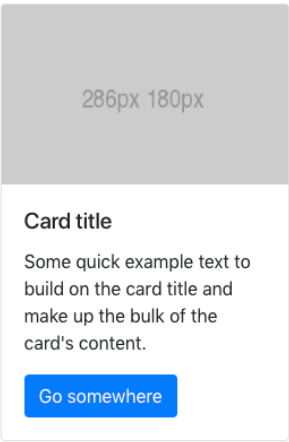 286px 180px
Card title
Some quick example text to
build on the card title and
make up the bulk of the
card's content.
Go somewhere